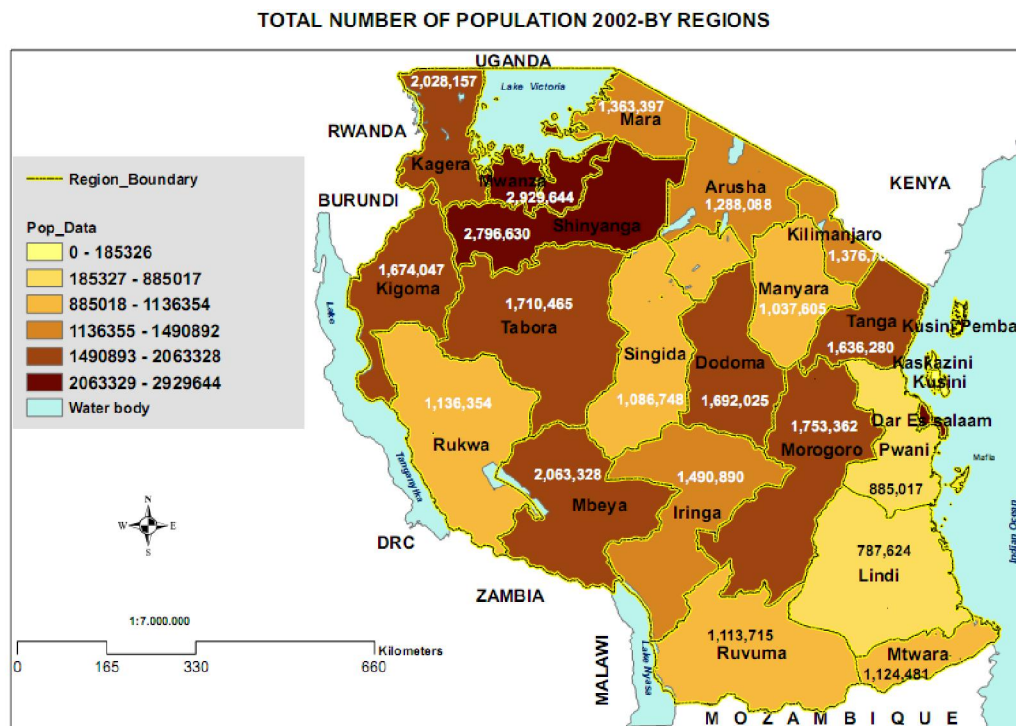 TOTAL NUMBER OF POPULATION 2002-BY REGIONS
UGANDA
Lake Victoria
2,028,157
1,363,397
Mara
RWANDA
Kagera
Mwanza
2,929,644
Arusha
1,288,088
KENYA
Region_Boundary
BURUNDI
Shinyanga
2,796,630
Kilimanjaro
1,376,7
Pop_Data
0 - 185326
185327 - 885017
885018 - 1136354
1136355 - 1490892
1490893 - 2063328
2063329 - 2929644
Water body
1,674,047
Kigoma
Lake
Tanganyika
1,710,465
Tabora
Manyara
1,037,605
Tanga
1,636,280
Kusini Pemba
Kaskazini
Kusini
Singida
1,086,748
Dodoma
1,692,025
1,136,354
Rukwa
1,753,362
Morogoro
Dar Es salaam
Pwani
885,017
Mafia
2,063,328
Mbeya
1,490,890
Iringa
Indian Ocean
N
W E
S
DRC
787,624
Lindi
ZAMBIA
1:7.000.000
Kilometers
0 165 330 660
MALAWI
Lake Nyasa
1,113,715
Ruvuma
Mtwara
1,124,481
MOZAMBIQUE